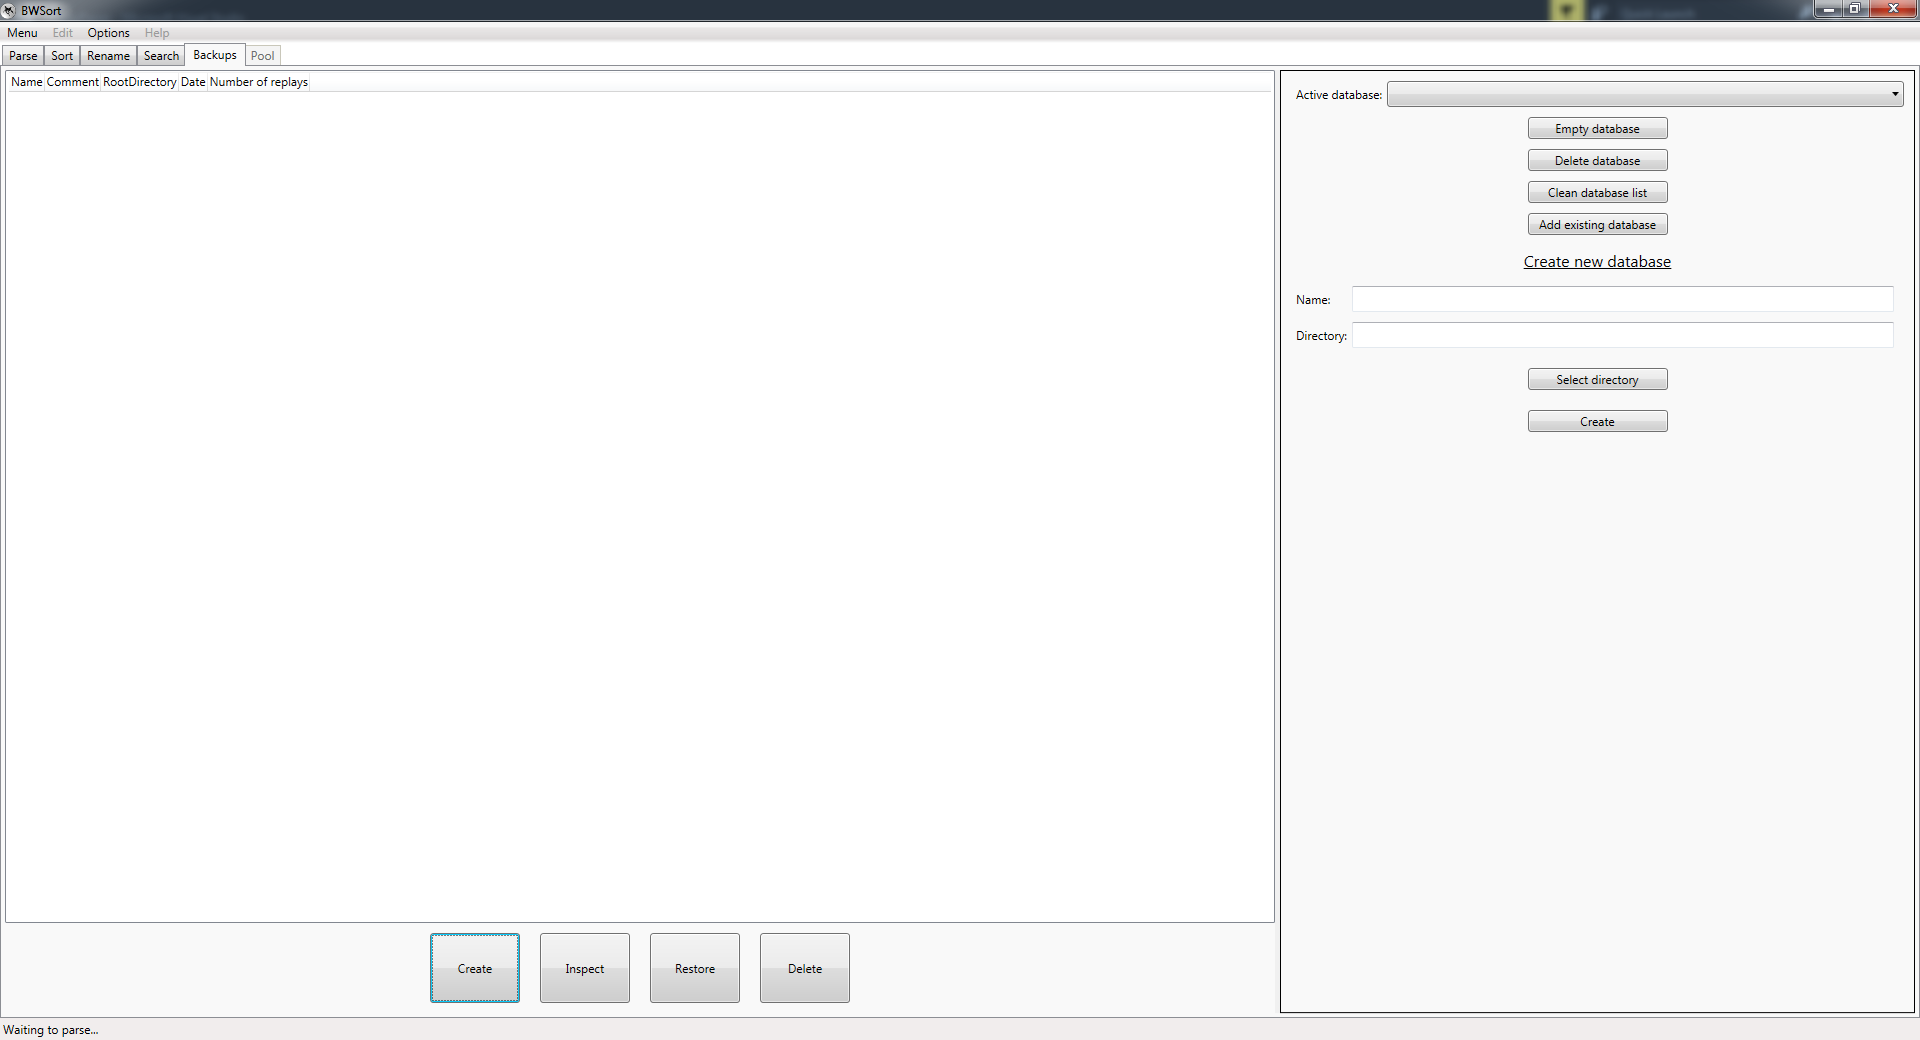 BWSort
Menu Edit Options Help
Parse Sort Rename Search Backups Pool
Name Comment RootDirectory Date Number of replays
Active database:
Empty database
Delete database
Clean database list
Add existing database
Create new database
Name:
Directory:
Select directory
Create
Create Inspect Restore Delete
Waiting to parse...